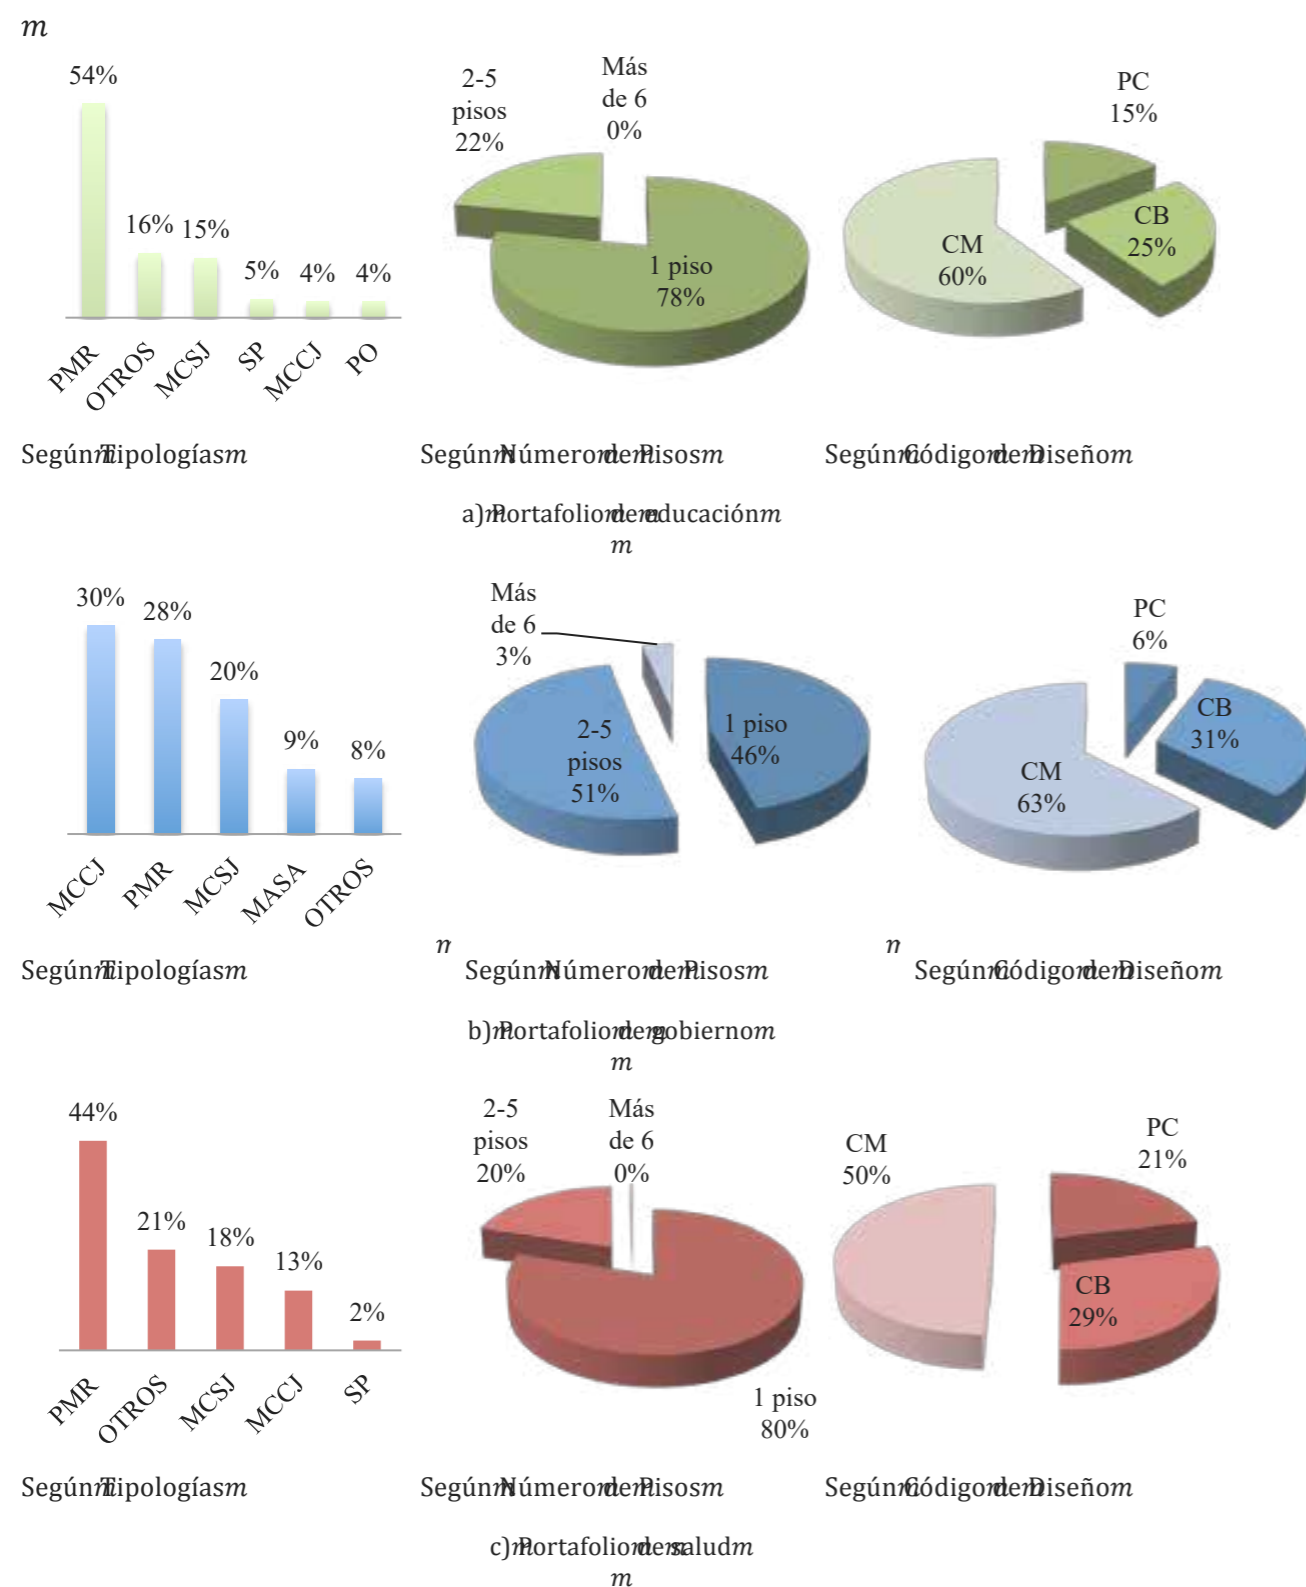 m
54%
16%
15%
5%
4%
4%
PMR
OTROS
MCSJ
SP
MCCJ
PO
2-5
pisos
22%
Más
de 6
0%
1 piso
78%
PC
15%
CB
25%
CM
60%
SegúnmTipologíasm
SegúnmNúmeromdemPisosm
SegúnmCódigomdemDiseñom
a)mPortafoliomdemeducaciónm
m
30%
28%
20%
9%
8%
MCCJ
PMR
MCSJ
MASA
OTROS
Más
de 6
3%
2-5
pisos
51%
1 piso
46%
PC
6%
CB
31%
CM
63%
m
m
SegúnmTipologíasm
SegúnmNúmeromdemPisosm
SegúnmCódigomdemDiseñom
b)mPortafoliomdemgobiernom
m
44%
21%
18%
13%
2%
PMR
OTROS
MCSJ
MCCJ
SP
2-5
pisos
20%
Más
de 6
0%
1 piso
80%
CM
50%
PC
21%
CB
29%
SegúnmTipologíasm
SegúnmNúmeromdemPisosm
SegúnmCódigomdemDiseñom
c)mPortafoliomdemsaludm
m